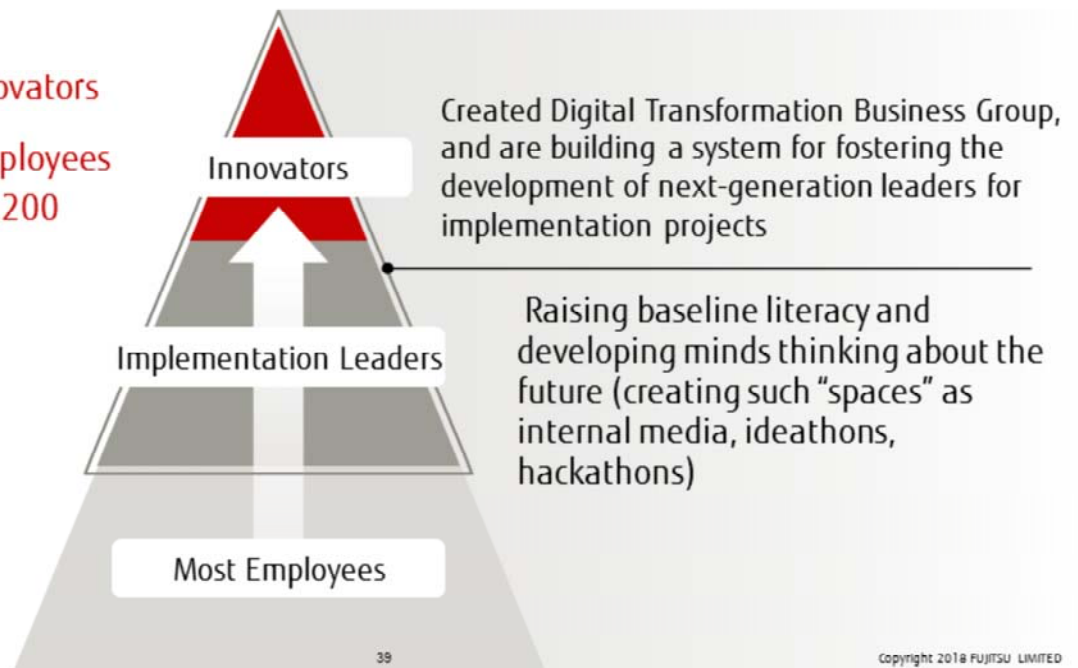 ovators
ployees
200
Innovators
Created Digital Transformation Business Group,
and are building a system for fostering the
development of next-generation leaders for
implementation projects
Implementation Leaders
Raising baseline literacy and
developing minds thinking about the
future (creating such “spaces” as
internal media, ideathons,
hackathons)
Most Employees
39
Copyright 2018 FUJITSU LIMITED